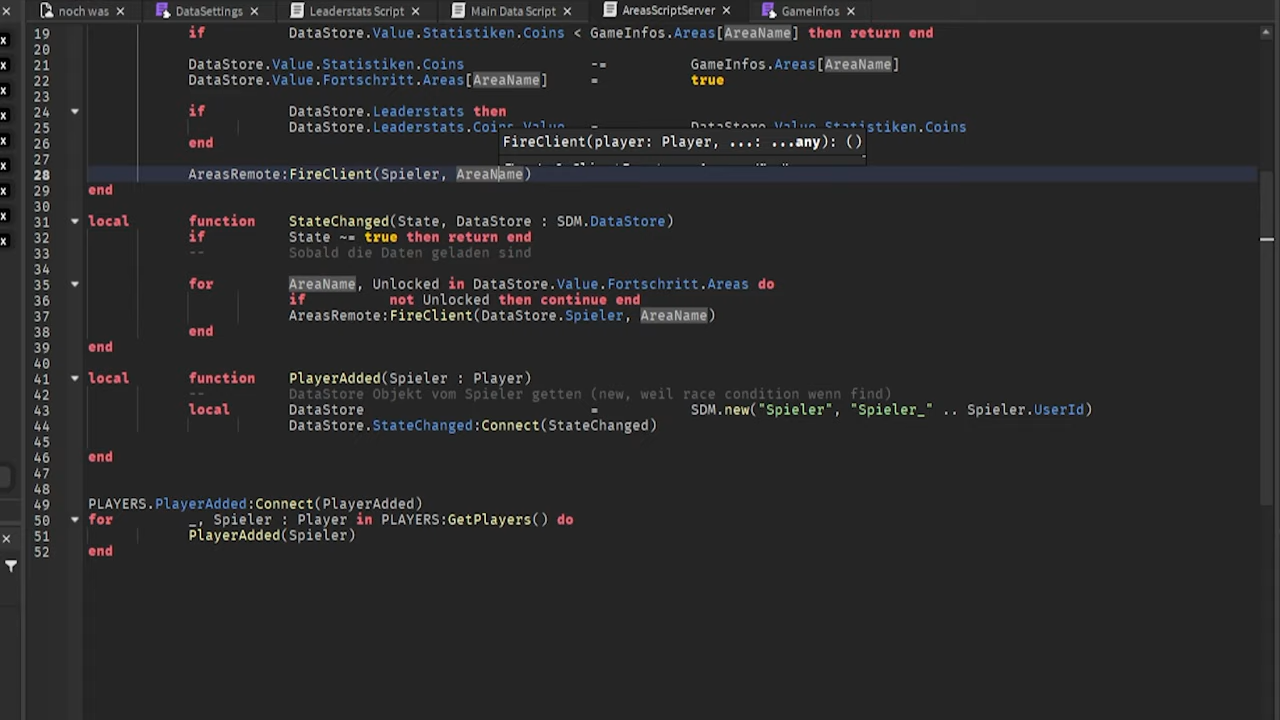 noch was DataSettings Leaderstats Script Main Data Script AreasScriptServer GameInfos
19 if DataStore.Value.Statistiken.Coins < GameInfos.Areas[AreaName] then return end
20
21 DataStore.Value.Statistiken.Coins -= GameInfos.Areas[AreaName]
22 DataStore.Value.Fortschritt.Areas[AreaName] = true
23
24 if DataStore.Leaderstats then
25 DataStore.Leaderstats.Coins.Value = DataStore.Value.Statistiken.Coins
26 end
FireClient(player: Player, ...: ...any): ()
27
28 AreasRemote:FireClient(Spieler, AreaName)
29 end
30
31 local function StateChanged(State, DataStore : SDM.DataStore)
32 if State ~= true then return end
33 -- Sobald die Daten geladen sind
34
35 for AreaName, Unlocked in DataStore.Value.Fortschritt.Areas do
36 if not Unlocked then continue end
37 AreasRemote:FireClient(DataStore.Spieler, AreaName)
38 end
39 end
40
41 local function PlayerAdded(Spieler : Player)
42 -- DataStore Objekt vom Spieler getten (new, weil race condition wenn find)
43 local DataStore = SDM.new("Spieler", "Spieler_" .. Spieler.UserId)
44 DataStore.StateChanged:Connect(StateChanged)
45
46 end
47
48
49 PLAYERS.PlayerAdded:Connect(PlayerAdded)
50 for _, Spieler : Player in PLAYERS:GetPlayers() do
51 PlayerAdded(Spieler)
52 end